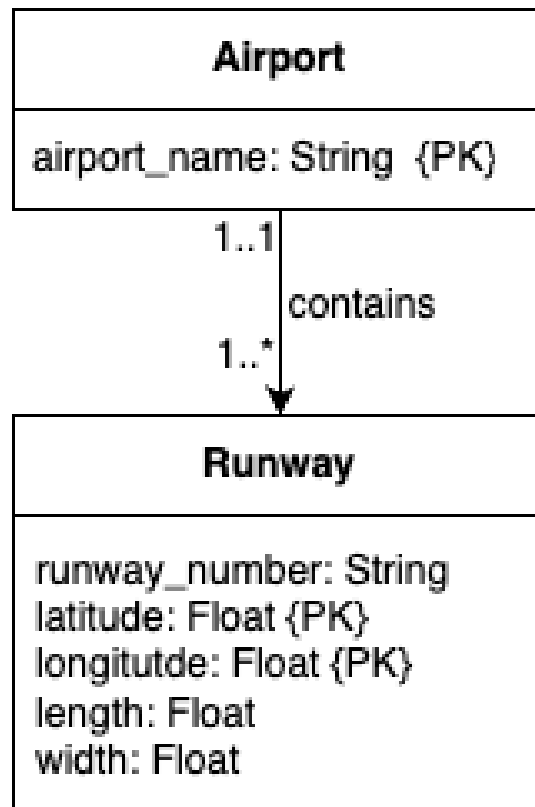 Airport
airport_name: String {PK}
1..1
contains
1..*
Runway
runway_number: String
latitude: Float {PK}
longitutde: Float {PK}
length: Float
width: Float